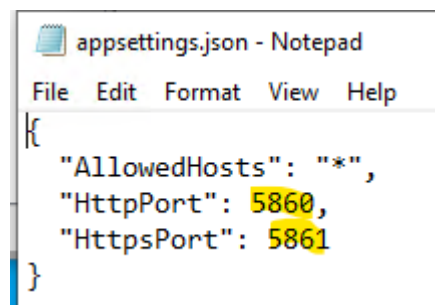 appsettings.json - Notepad
File Edit Format View Help
{
"AllowedHosts": "*",
"HttpPort": 5860,
"HttpsPort": 5861
}